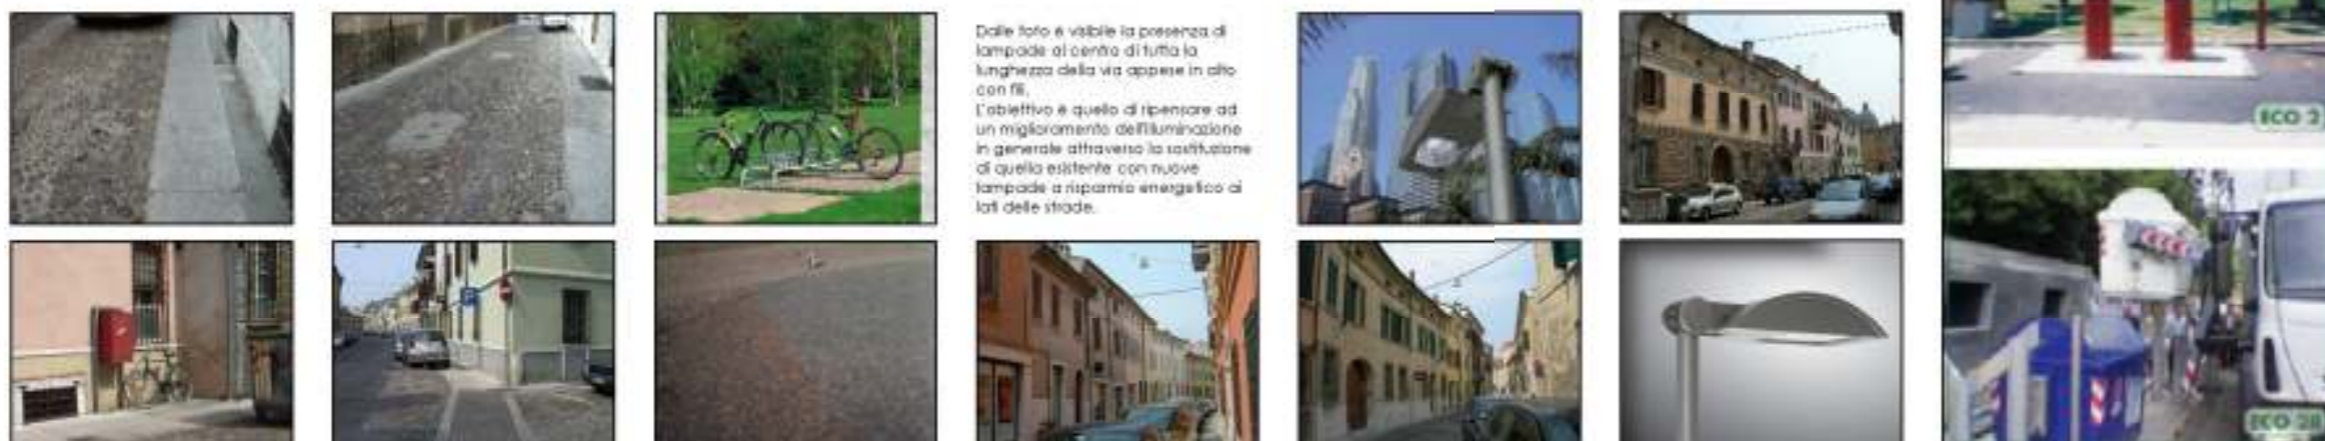 Dalle foto è visibile la presenza di
lampade al centro di tutta la
lunghezza della via appese in alto
con fili.
L'obiettivo è quello di ripensare ad
un miglioramento dell'illuminazione
in generale attraverso la sostituzione
di quella esistente con nuove
lampade a risparmio energetico ai
lati delle strade.
ECO 2
ECO 28